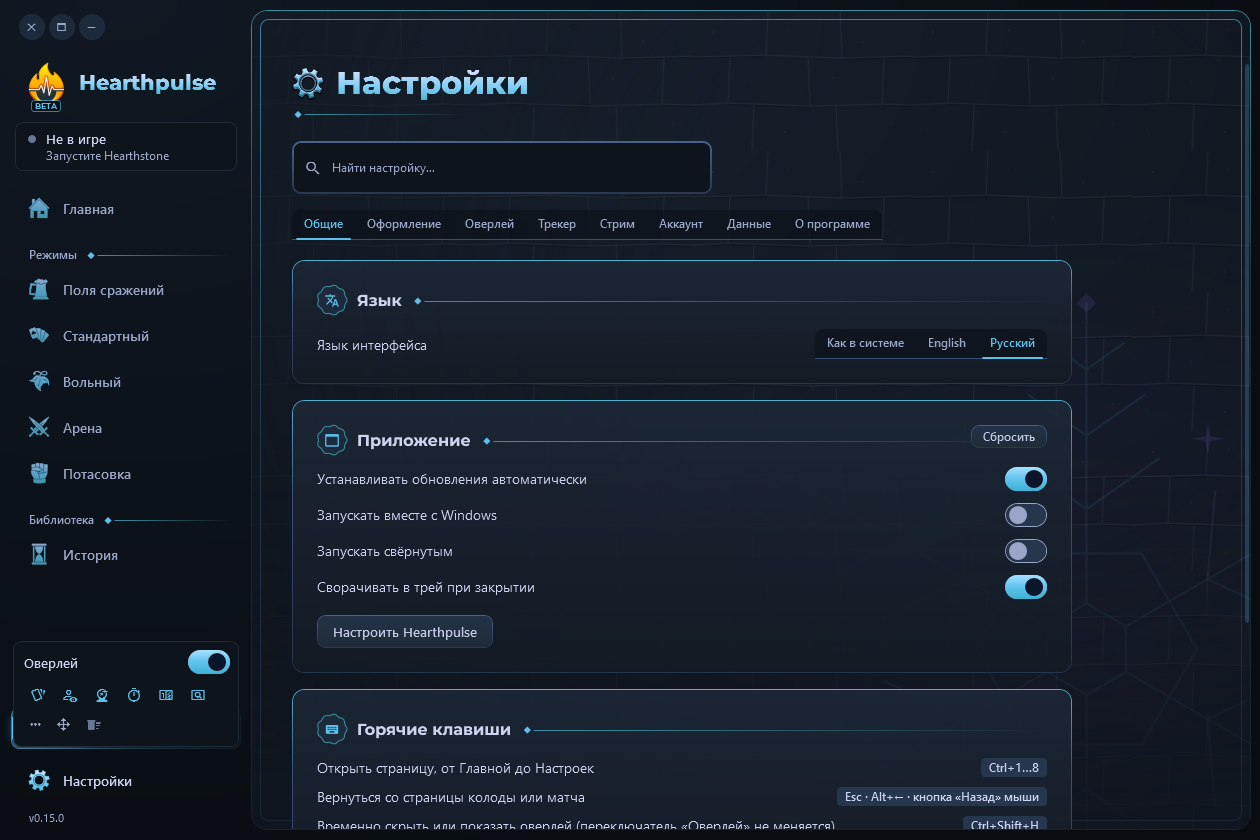 Hearthpulse
BETA
Не в игре
Запустите Hearthstone
Главная
Режимы
Поля сражений
Стандартный
Вольный
Арена
Потасовка
Библиотека
История
Оверлей
Настройки
v0.15.0
Настройки
Найти настройку...
Общие Оформление Оверлей Трекер Стрим Аккаунт Данные О программе
Язык
Язык интерфейса Как в системе English Русский
Приложение Сбросить
Устанавливать обновления автоматически
Запускать вместе с Windows
Запускать свёрнутым
Сворачивать в трей при закрытии
Настроить Hearthpulse
Горячие клавиши
Открыть страницу, от Главной до Настроек Ctrl+1…8
Вернуться со страницы колоды или матча Esc · Alt+← · кнопка «Назад» мыши
Временно скрыть или показать оверлей (переключатель «Оверлей» не меняется) Ctrl+Shift+H